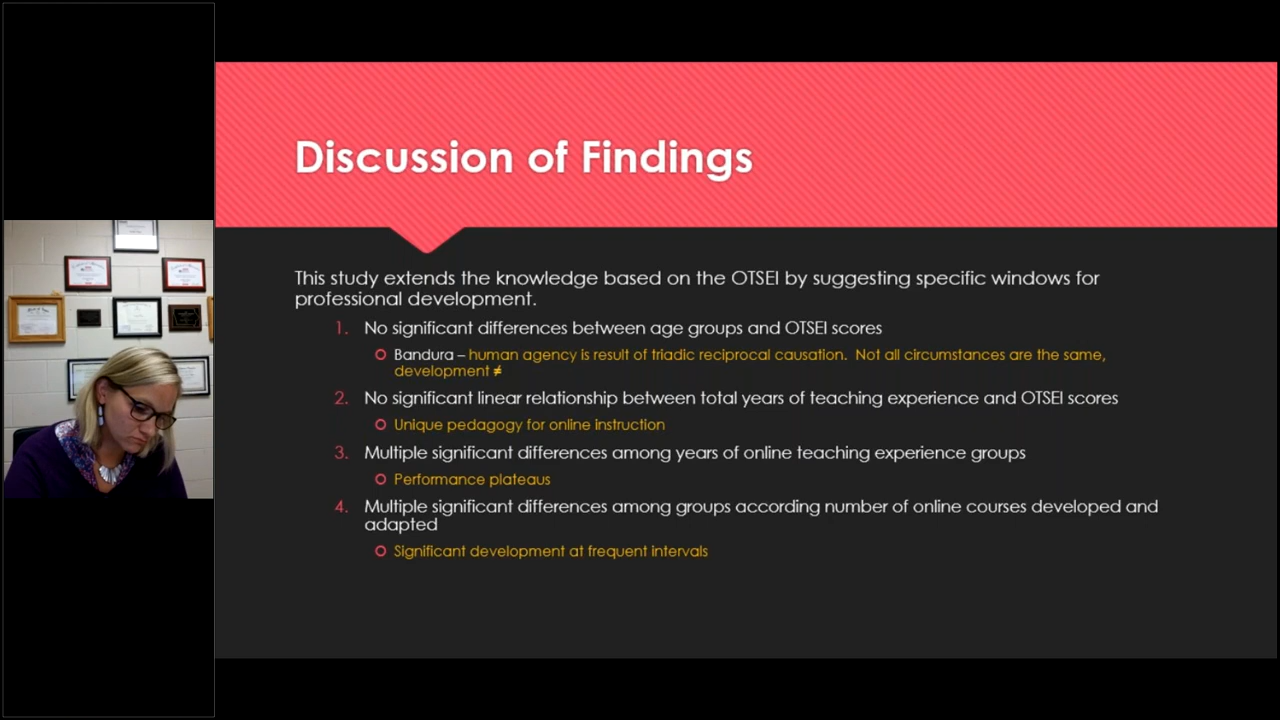 Discussion of Findings
This study extends the knowledge based on the OTSEI by suggesting specific windows for
professional development.
1. No significant differences between age groups and OTSEI scores
Bandura – human agency is result of triadic reciprocal causation. Not all circumstances are the same,
development ≠
2. No significant linear relationship between total years of teaching experience and OTSEI scores
Unique pedagogy for online instruction
3. Multiple significant differences among years of online teaching experience groups
Performance plateaus
4. Multiple significant differences among groups according number of online courses developed and
adapted
Significant development at frequent intervals